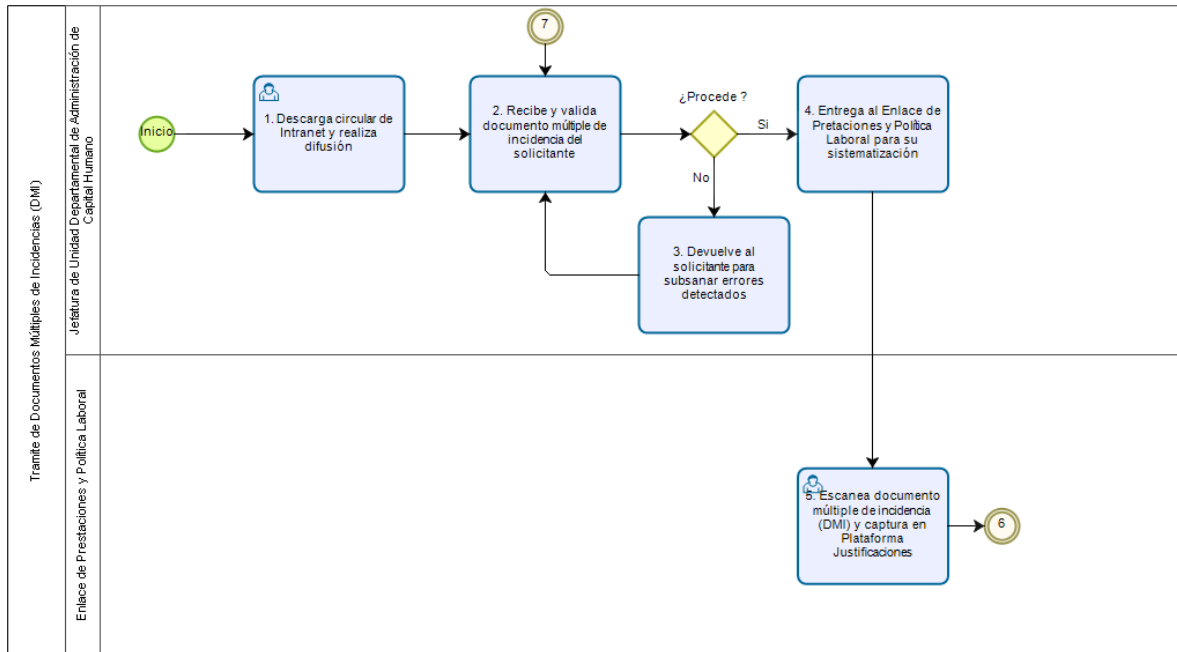 Tramite de Documentos Múltiples de Incidencias (DMI)
Jefatura de Unidad Departamental de Administración de
Capital Humano
Inicio
1. Descarga circular de
Intranet y realiza
difusión
7
2. Recibe y valida
documento múltiple de
incidencia del
solicitante
¿Procede ?
Si
No
4. Entrega al Enlace de
Pretaciones y Política
Laboral para su
sistematización
3. Devuelve al
solicitante para
subsanar errores
detectados
Enlace de Prestaciones y Política Laboral
5. Escanea documento
múltiple de incidencia
(DMI) y captura en
Plataforma
Justificaciones
6